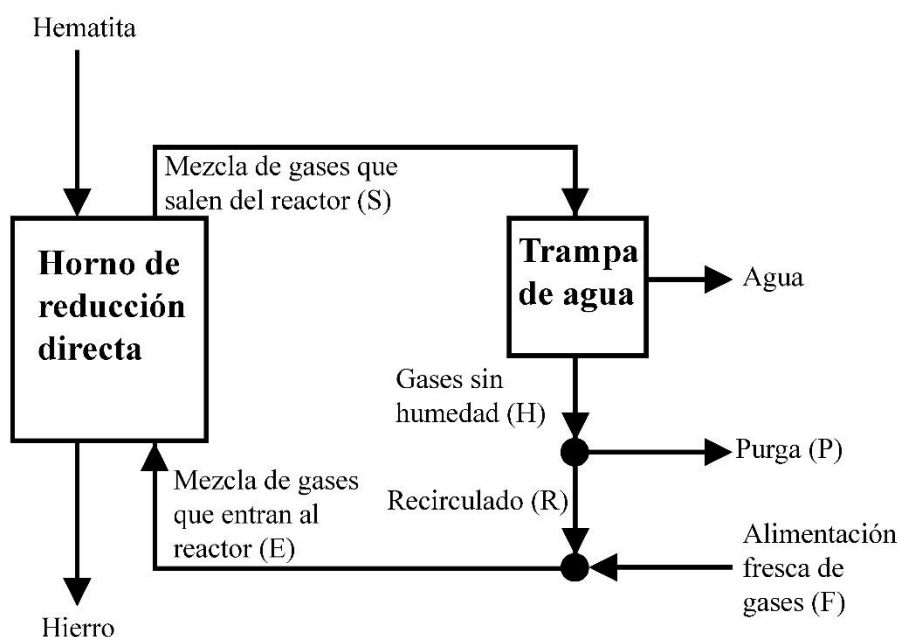 Hematita
Mezcla de gases que
salen del reactor (S)
Horno de
reducción
directa
Trampa
de agua
Agua
Gases sin
humedad (H)
Purga (P)
Recirculado (R)
Mezcla de gases
que entran al
reactor (E)
Alimentación
fresca de
gases (F)
Hierro